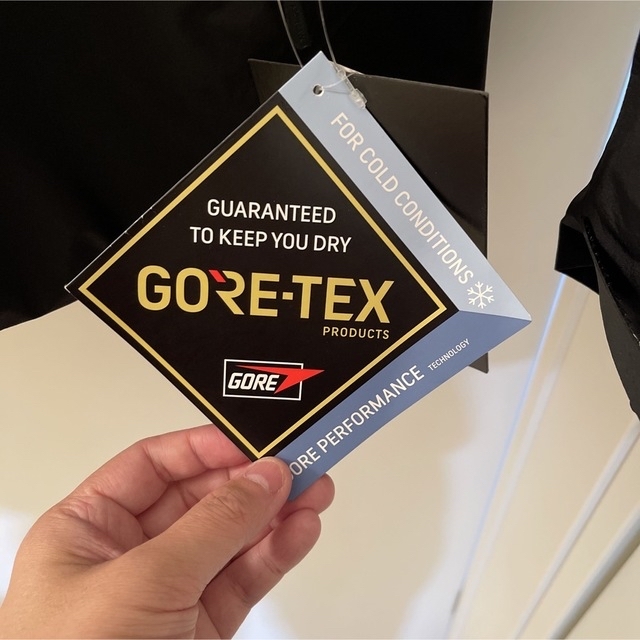 FOR COLD CONDITIONS
GUARANTEED
TO KEEP YOU DRY
GORE-TEX
PRODUCTS
GORE
ORE PERFORMANCE TECHNOLOGY